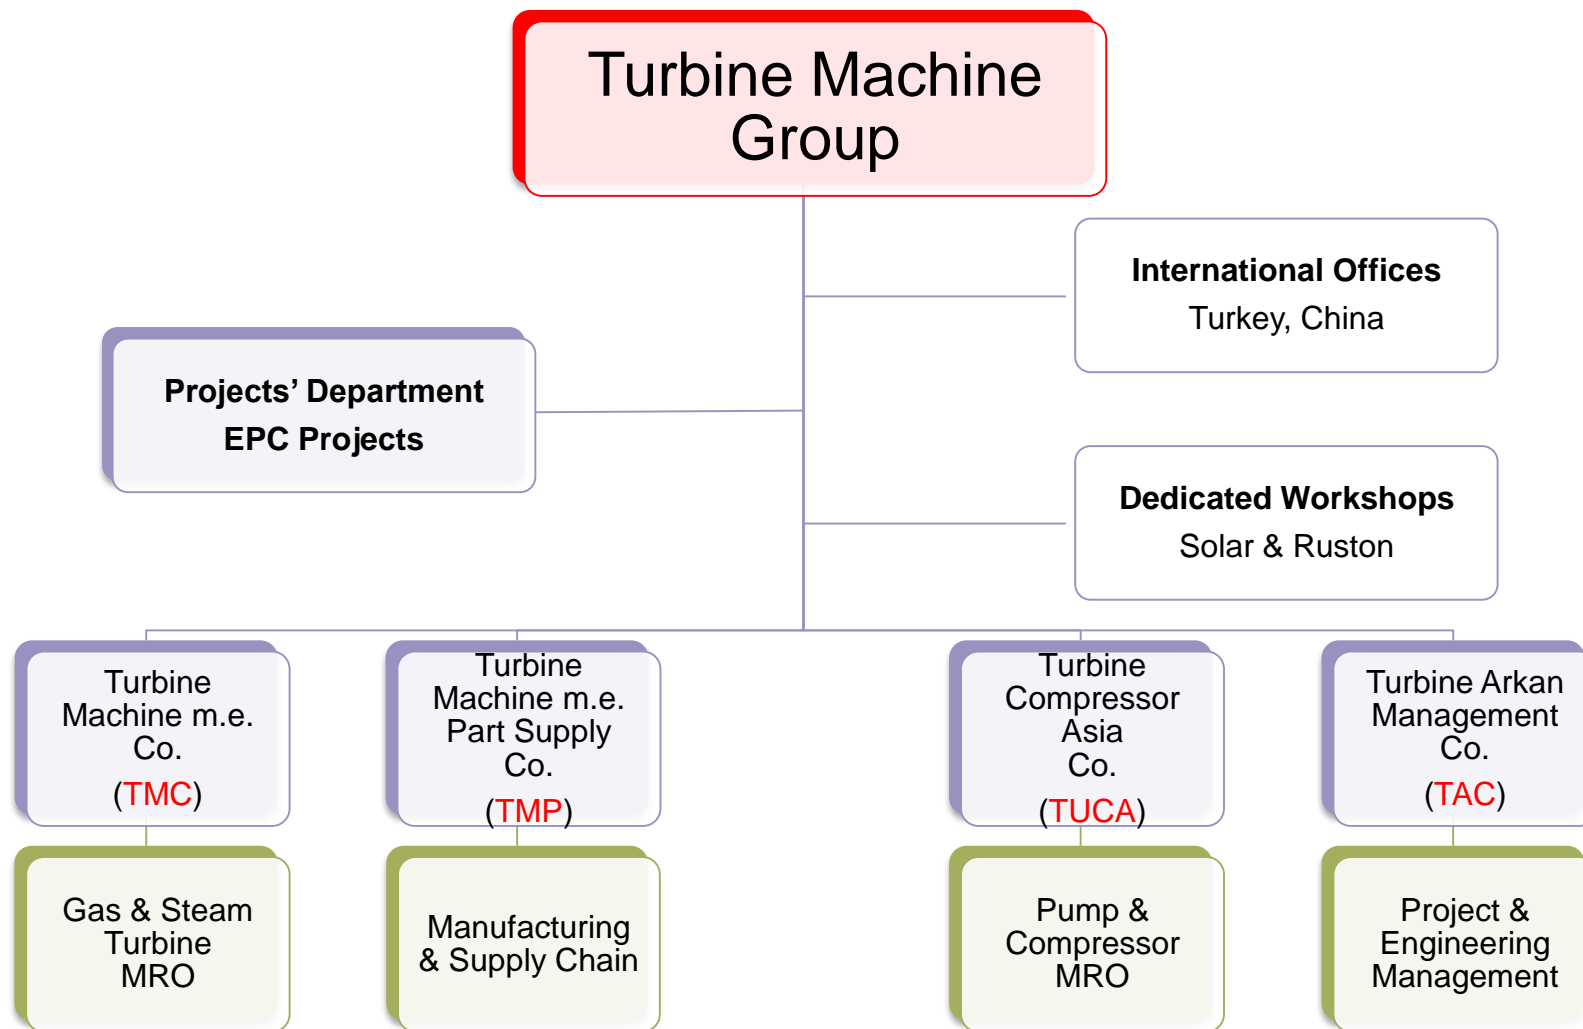 Turbine Machine
Group
International Offices
Turkey, China
Projects’ Department
EPC Projects
Dedicated Workshops
Solar & Ruston
Turbine
Machine m.e.
Co.
(TMC)
Turbine
Machine m.e.
Part Supply
Co.
(TMP)
Turbine
Compressor
Asia
Co.
(TUCA)
Turbine Arkan
Management
Co.
(TAC)
Gas & Steam
Turbine
MRO
Manufacturing
& Supply Chain
Pump &
Compressor
MRO
Project &
Engineering
Management